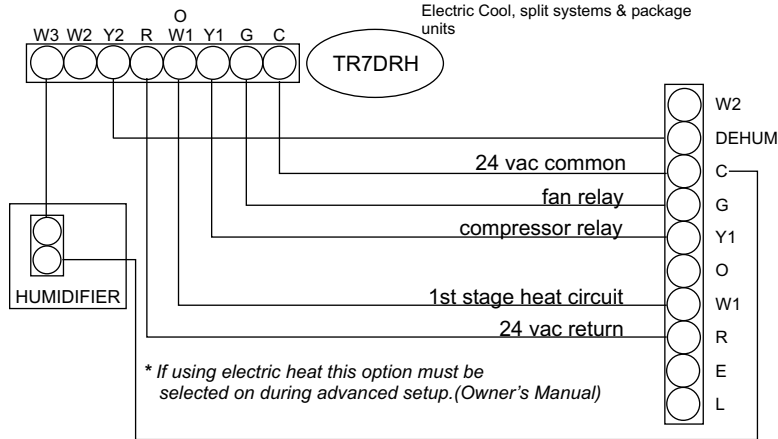 Electric Cool, split systems & package
units
O
W3 W2 Y2 R W1 Y1 G C
TR7DRH
W2
DEHUM
24 vac common
C
fan relay
G
compressor relay
Y1
O
HUMIDIFIER
1st stage heat circuit
W1
24 vac return
R
* If using electric heat this option must be
selected on during advanced setup.(Owner's Manual)
E
L